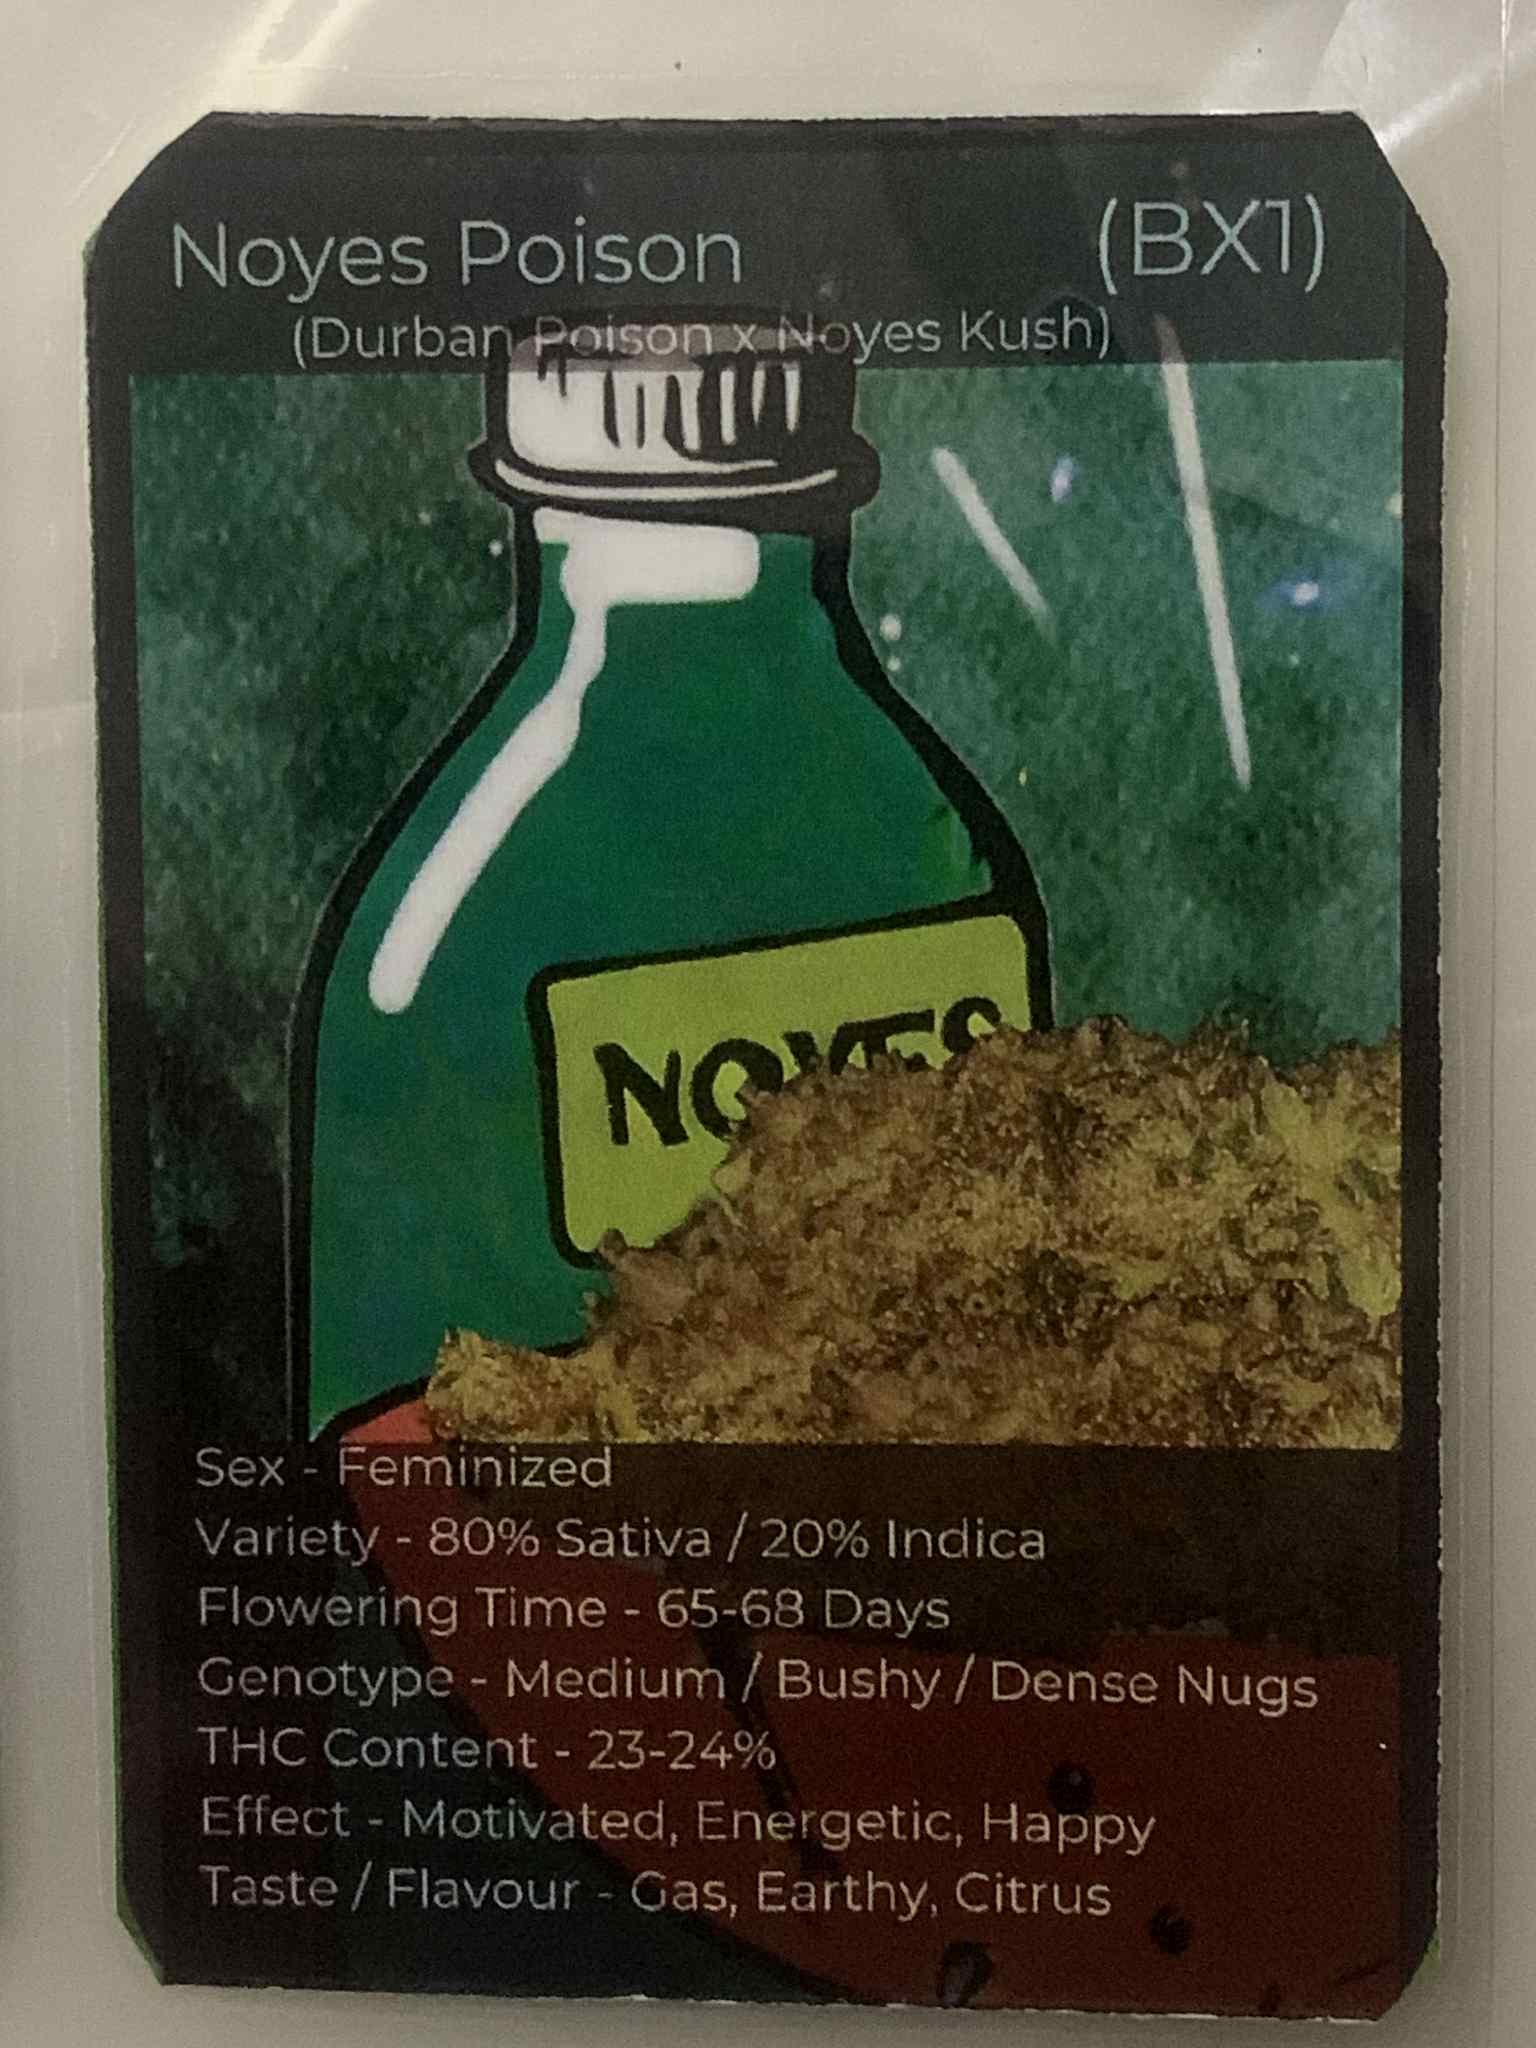 Noyes Poison (BX1)
(Durban Poison x Noyes Kush)
NOYES
Sex - Feminized
Variety - 80% Sativa / 20% Indica
Flowering Time - 65-68 Days
Genotype - Medium / Bushy / Dense Nugs
THC Content - 23-24%
Effect - Motivated, Energetic, Happy
Taste / Flavour - Gas, Earthy, Citrus